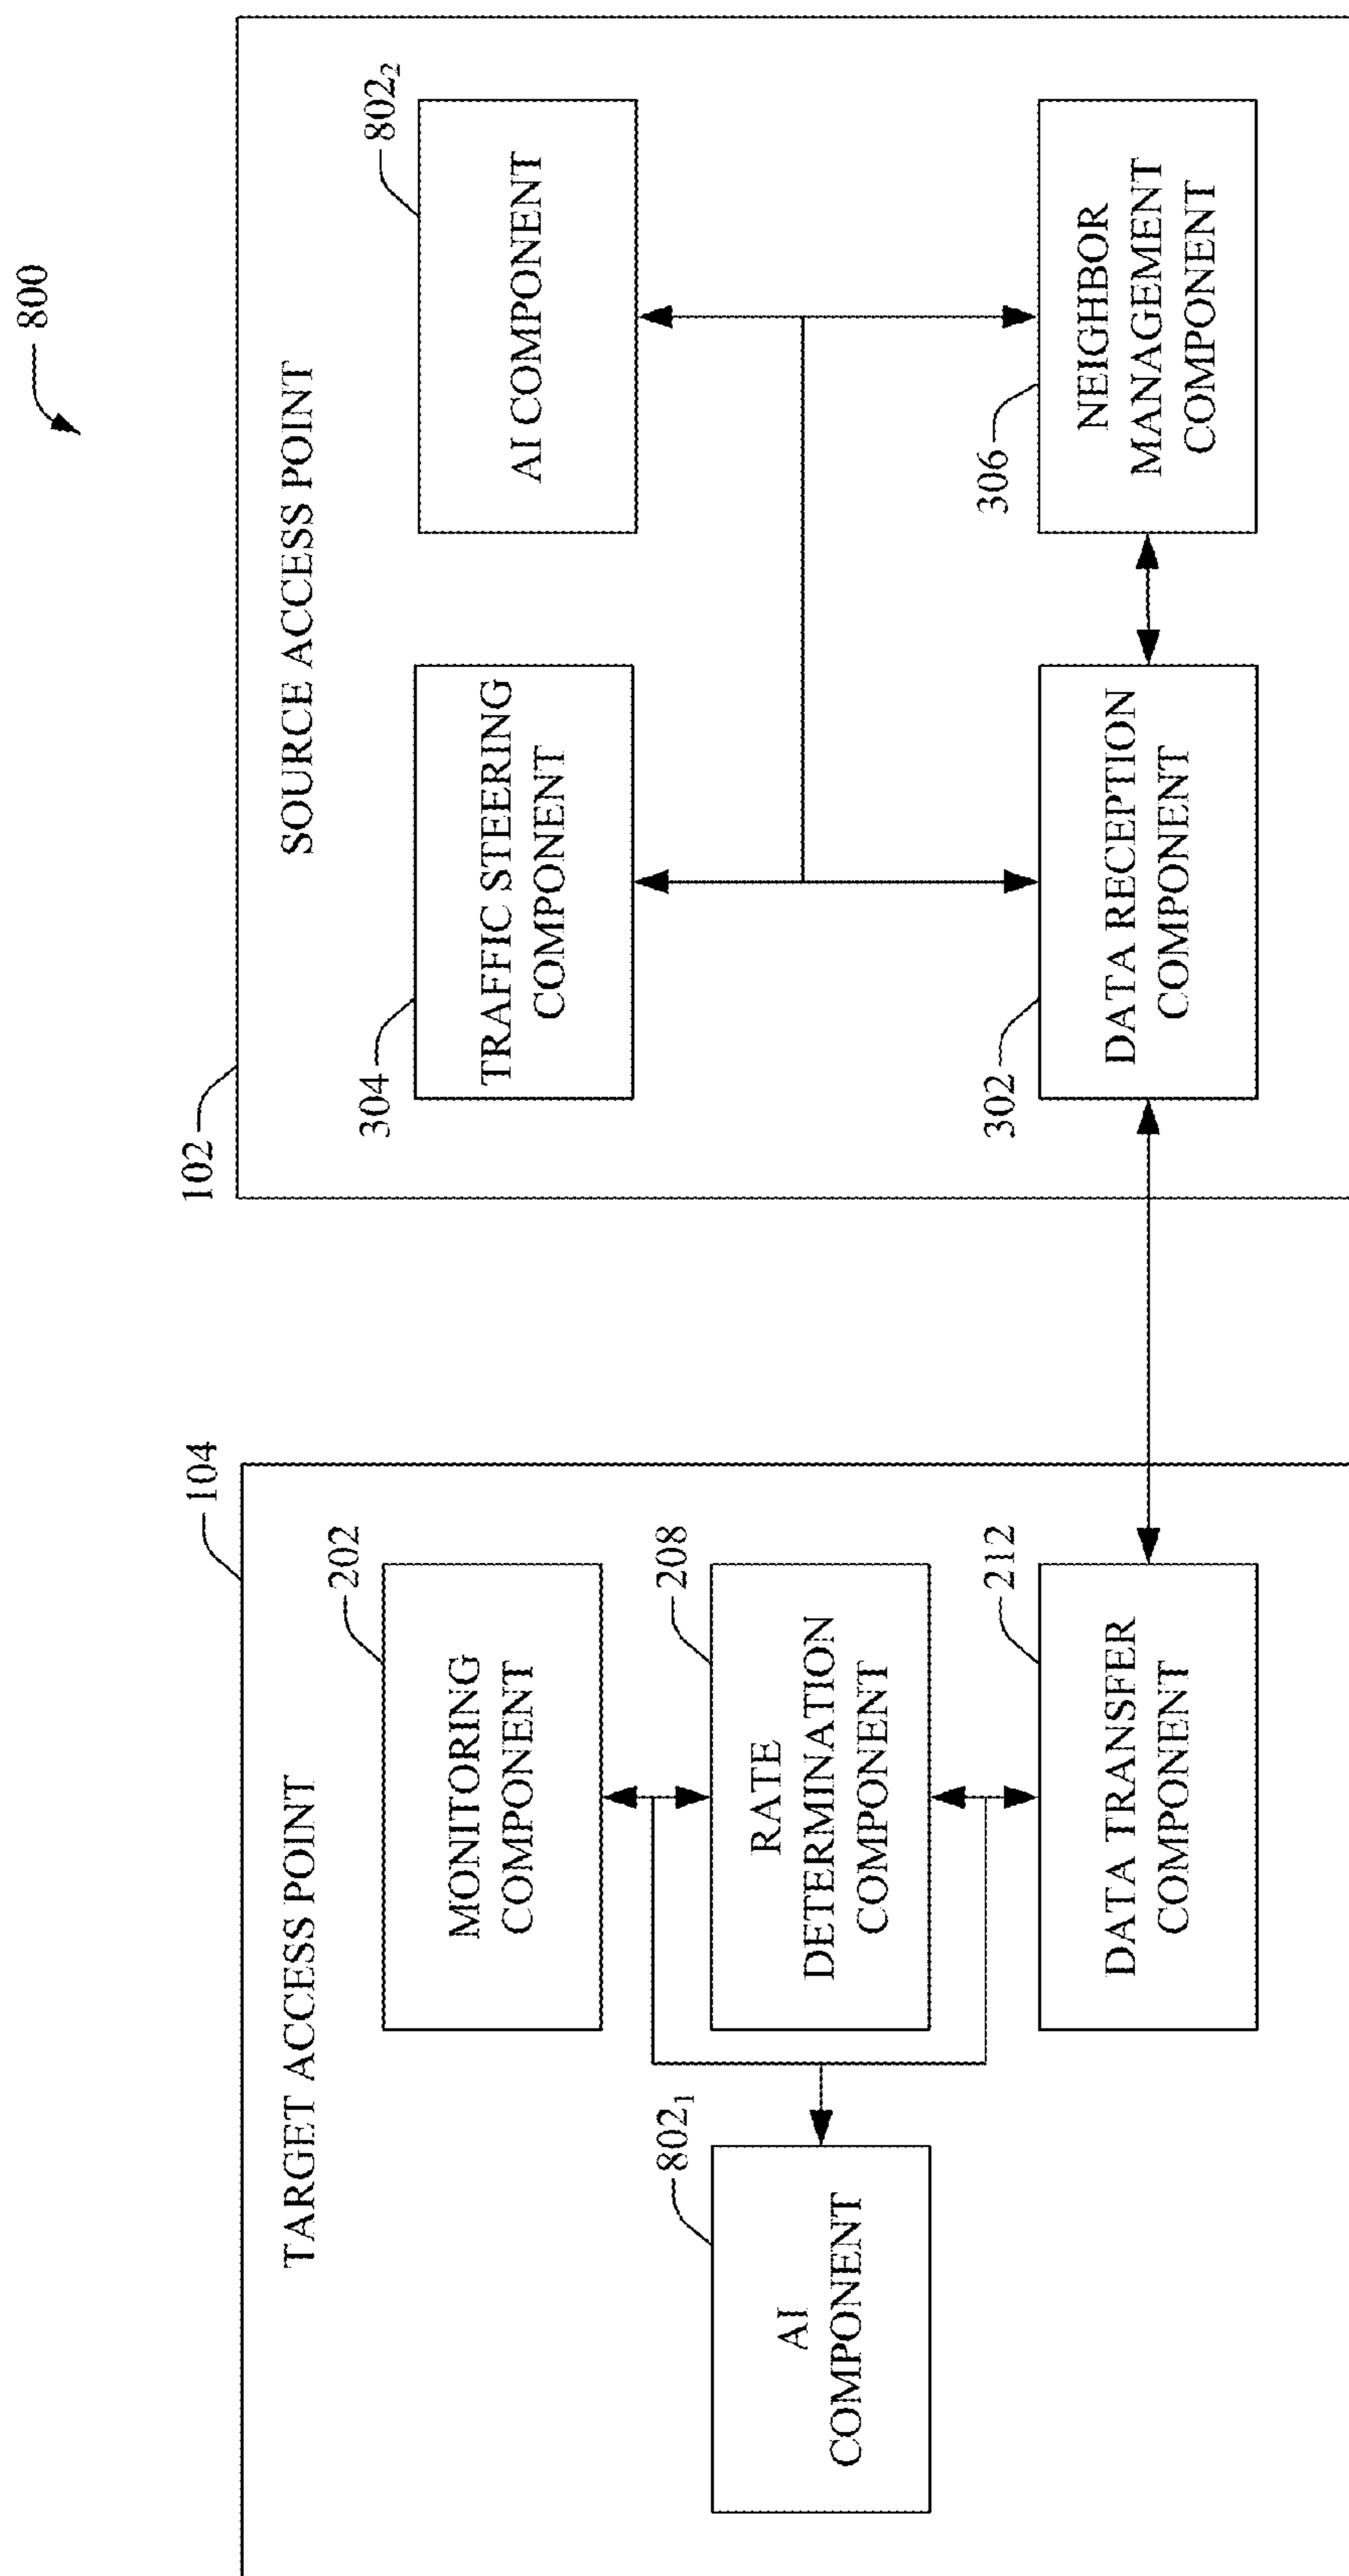 800
104
TARGET ACCESS POINT
202
MONITORING
COMPONENT
802₁
AI
COMPONENT
208
RATE
DETERMINATION
COMPONENT
212
DATA TRANSFER
COMPONENT
102
SOURCE ACCESS POINT
304
TRAFFIC STEERING
COMPONENT
802₂
AI COMPONENT
302
DATA RECEPTION
COMPONENT
306
NEIGHBOR
MANAGEMENT
COMPONENT